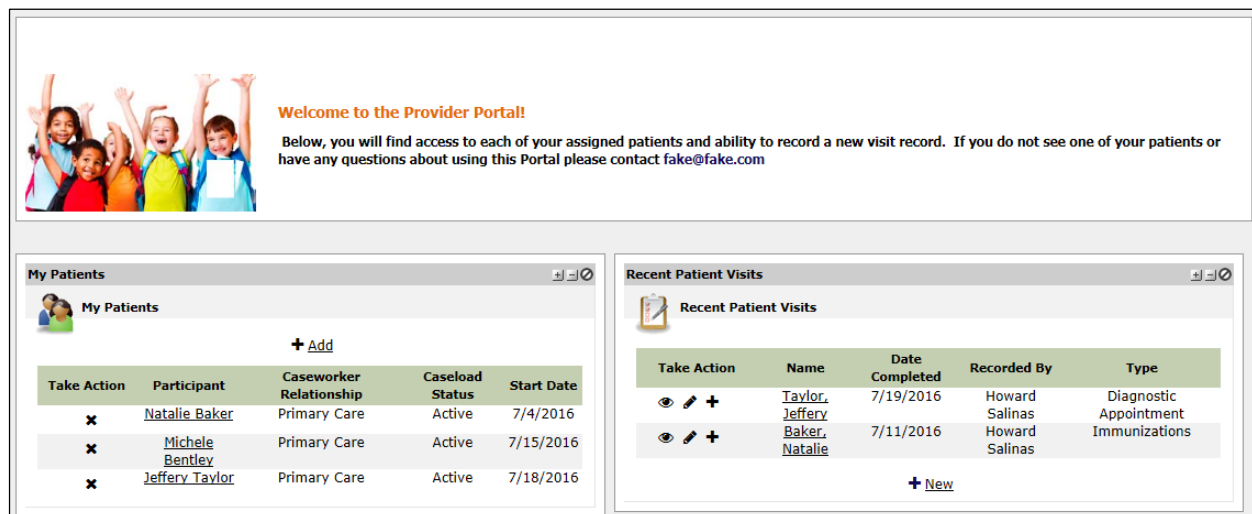 Welcome to the Provider Portal!
Below, you will find access to each of your assigned patients and ability to record a new visit record. If you do not see one of your patients or
have any questions about using this Portal please contact fake@fake.com
My Patients
My Patients
Add
Take Action Participant Caseworker Relationship Caseload Status Start Date
Natalie Baker Primary Care Active 7/4/2016
Michele Bentley Primary Care Active 7/15/2016
Jeffery Taylor Primary Care Active 7/18/2016
Recent Patient Visits
Recent Patient Visits
Take Action Name Date Completed Recorded By Type
Taylor, Jeffery 7/19/2016 Howard Salinas Diagnostic Appointment
Baker, Natalie 7/11/2016 Howard Salinas Immunizations
New